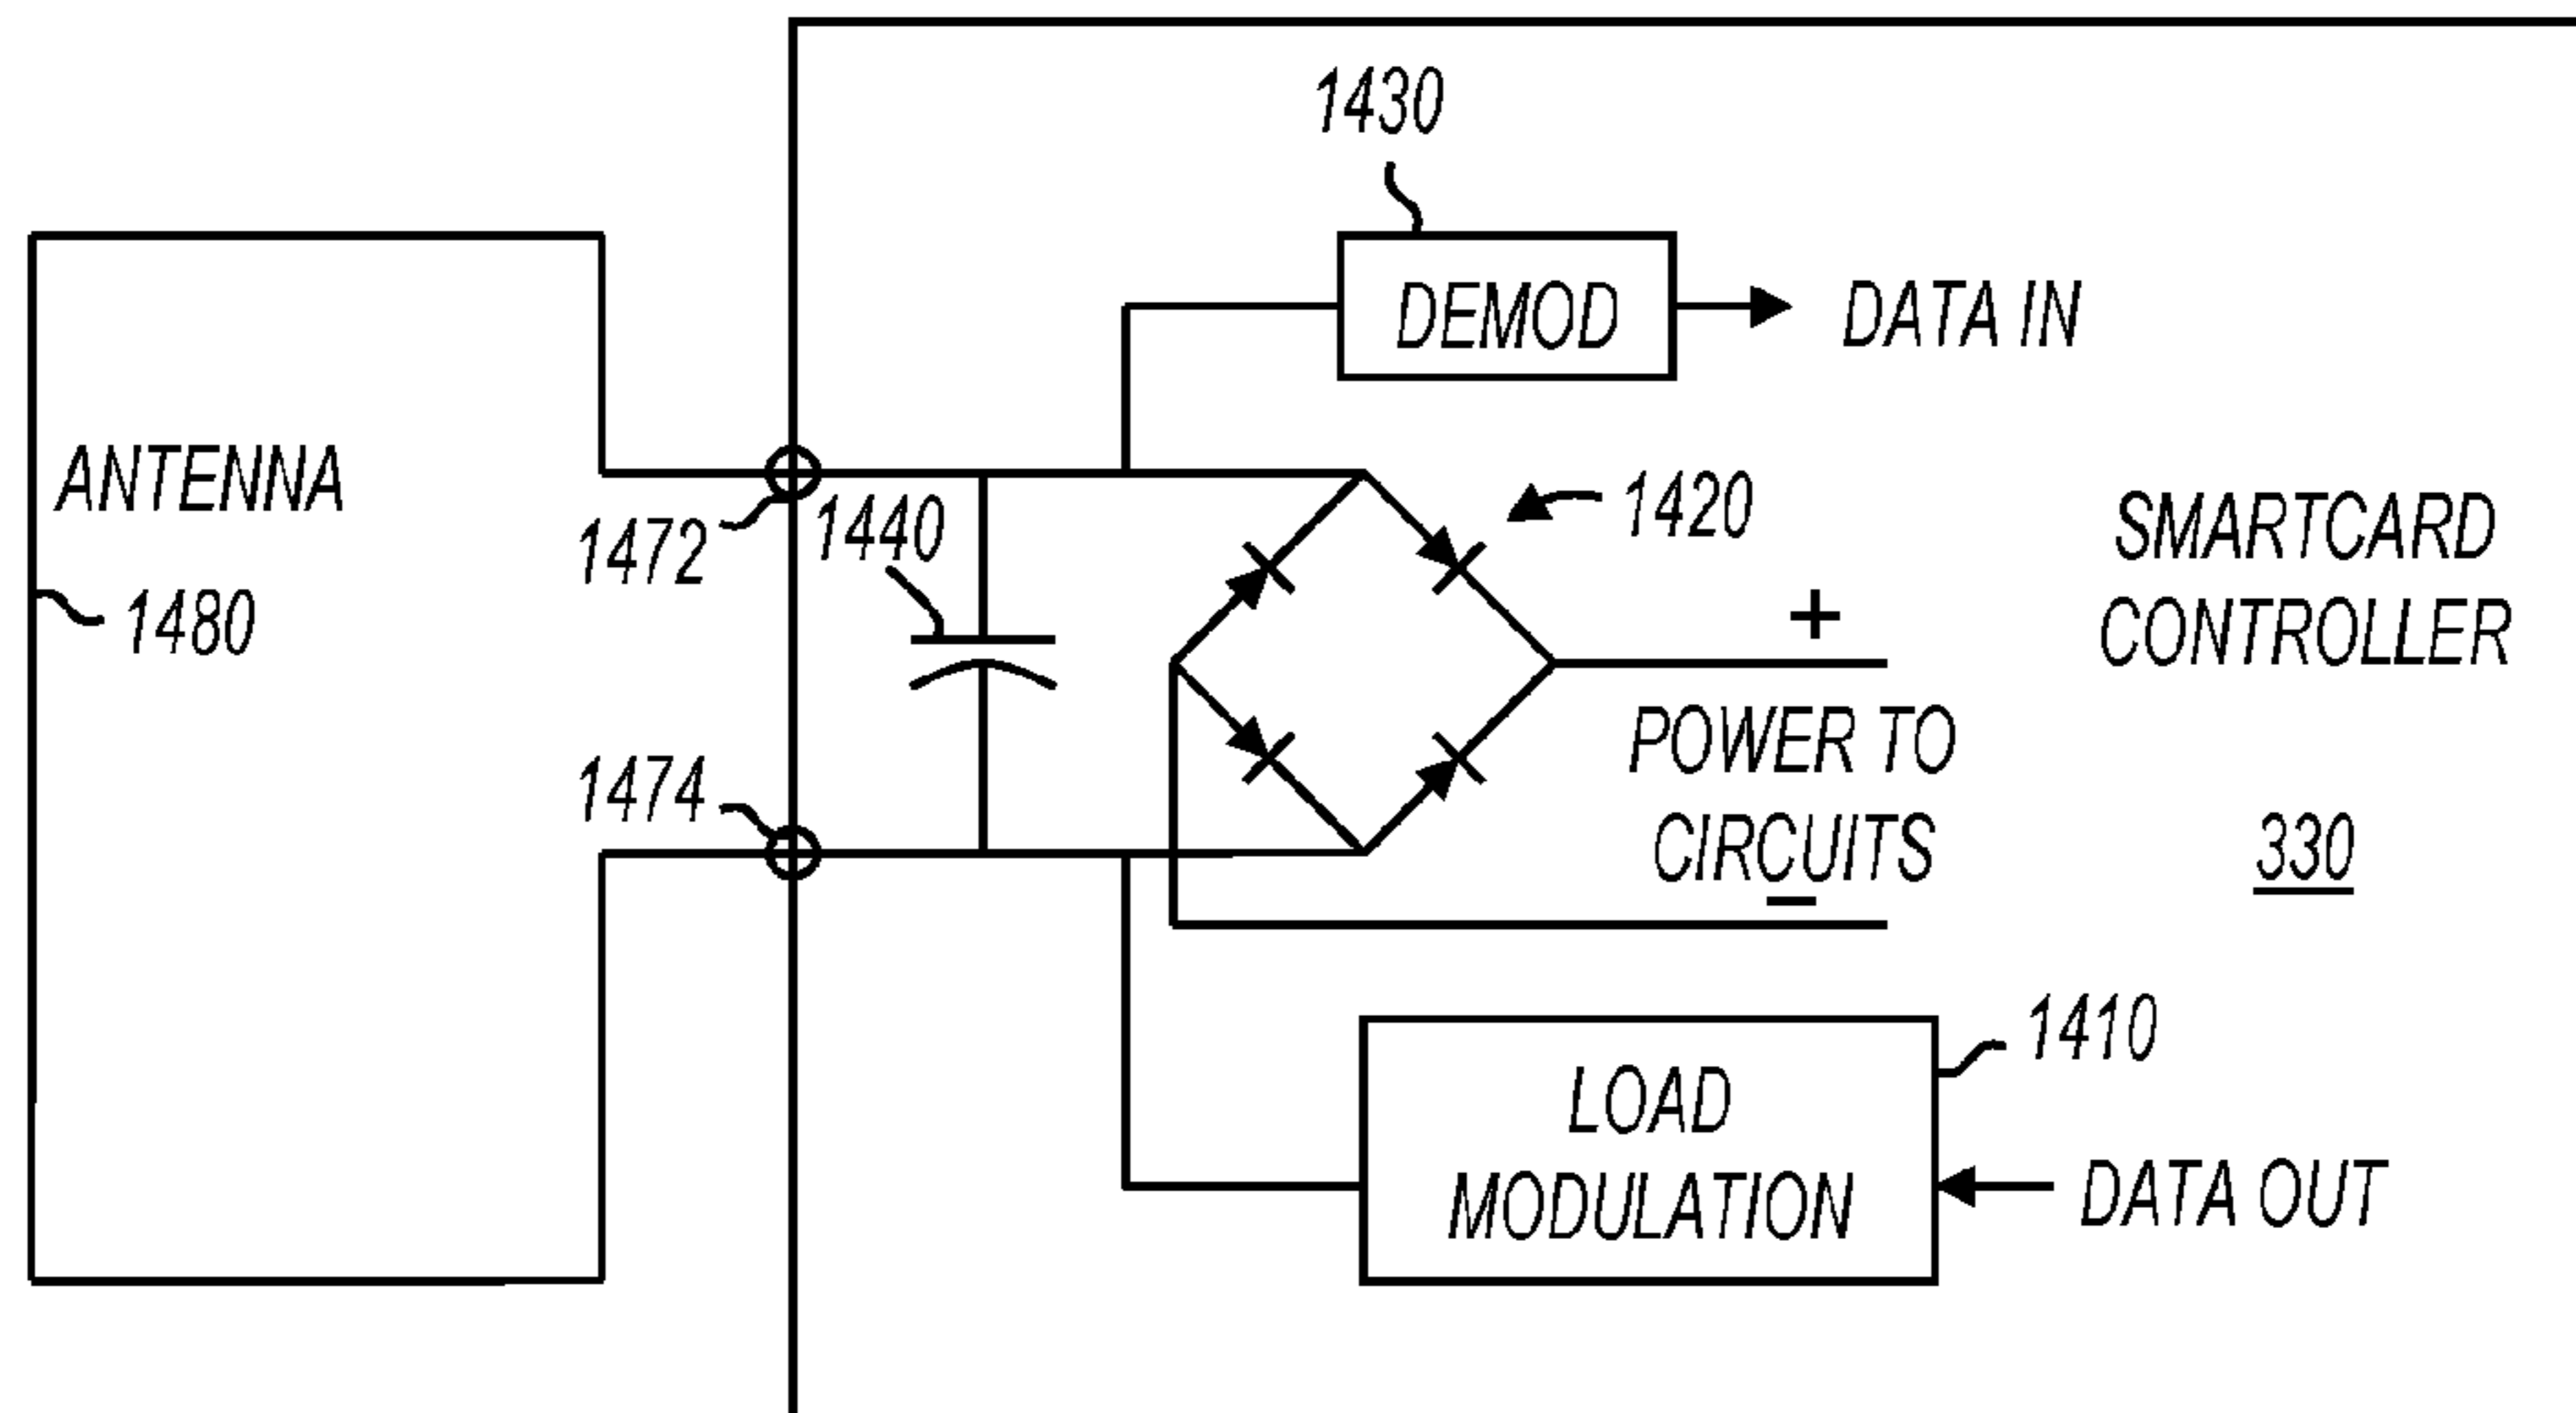 1430
DEMOD
DATA IN
ANTENNA
1472
1440
1420
SMARTCARD
CONTROLLER
1480
+
POWER TO
CIRCUITS
1474
330
–
1410
LOAD
MODULATION
DATA OUT